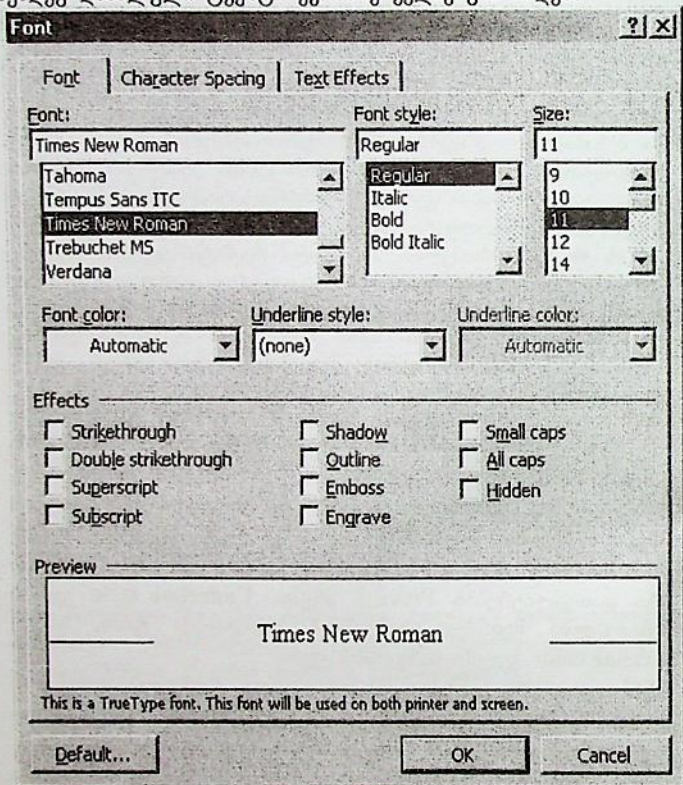 Font
Font Character Spacing Text Effects
Font: Font style: Size:
Times New Roman Regular 11
Tahoma Regular 9
Tempus Sans ITC Italic 10
Times New Roman Bold 11
Trebuchet MS Bold Italic 12
Verdana 14
Font color: Underline style: Underline color:
Automatic (none) Automatic
Effects
Strikethrough Shadow Small caps
Double strikethrough Outline All caps
Superscript Emboss Hidden
Subscript Engrave
Preview
Times New Roman
This is a TrueType font. This font will be used on both printer and screen.
Default... OK Cancel